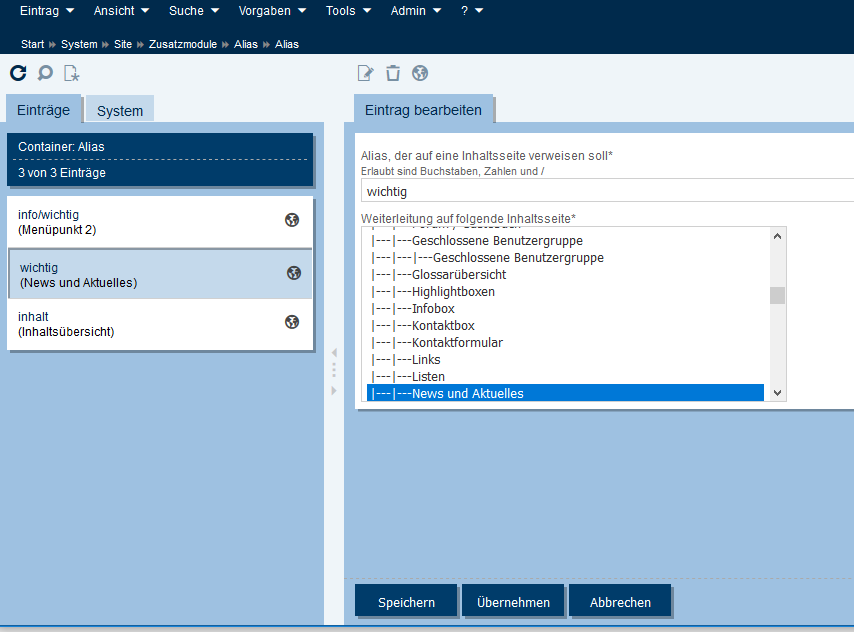 Eintrag Ansicht Suche Vorgaben Tools Admin ?
Start » System » Site » Zusatzmodule » Alias » Alias
Einträge System
Container: Alias
3 von 3 Einträge
info/wichtig
(Menüpunkt 2)
wichtig
(News und Aktuelles)
inhalt
(Inhaltsübersicht)
Eintrag bearbeiten
Alias, der auf eine Inhaltsseite verweisen soll*
Erlaubt sind Buchstaben, Zahlen und /
wichtig
Weiterleitung auf folgende Inhaltsseite*
|---|---Geschlossene Benutzergruppe
|---|---|---Geschlossene Benutzergruppe
|---|---Glossarübersicht
|---|---Highlightboxen
|---|---Infobox
|---|---Kontaktbox
|---|---Kontaktformular
|---|---Links
|---|---Listen
|---|---News und Aktuelles
Speichern Übernehmen Abbrechen